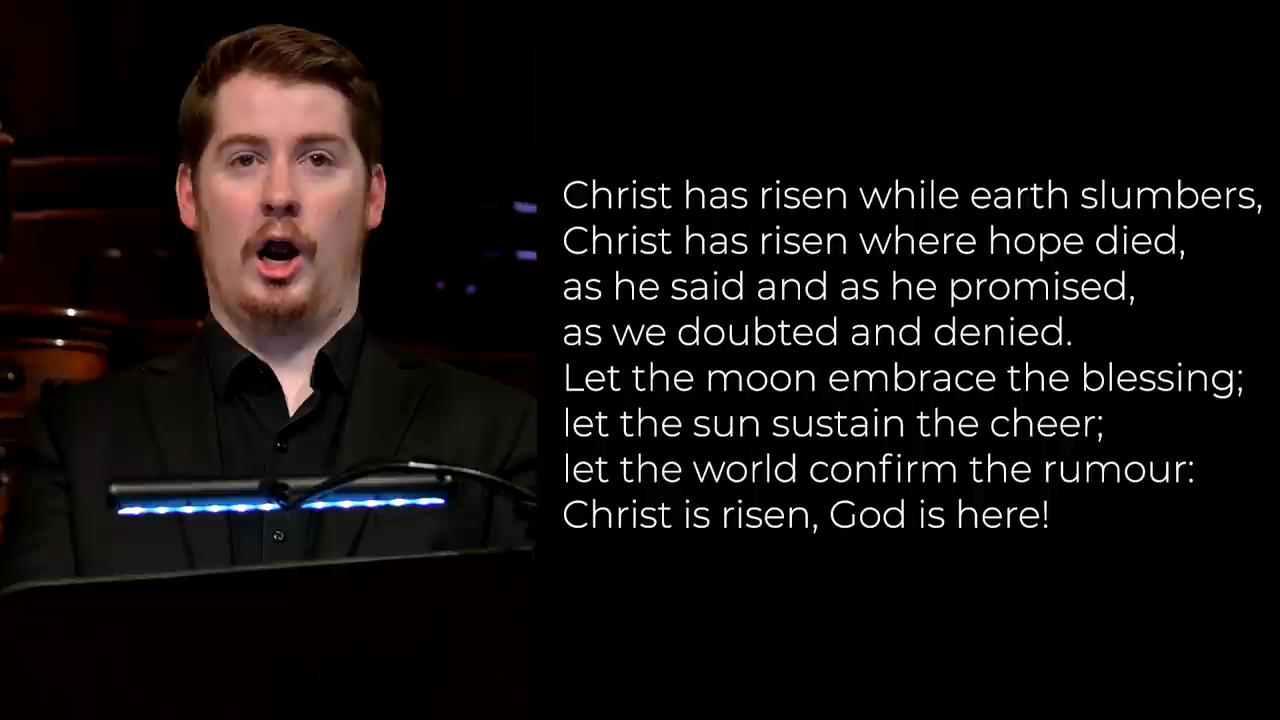 Christ has risen while earth slumbers,
Christ has risen where hope died,
as he said and as he promised,
as we doubted and denied.
Let the moon embrace the blessing;
let the sun sustain the cheer;
let the world confirm the rumour:
Christ is risen, God is here!